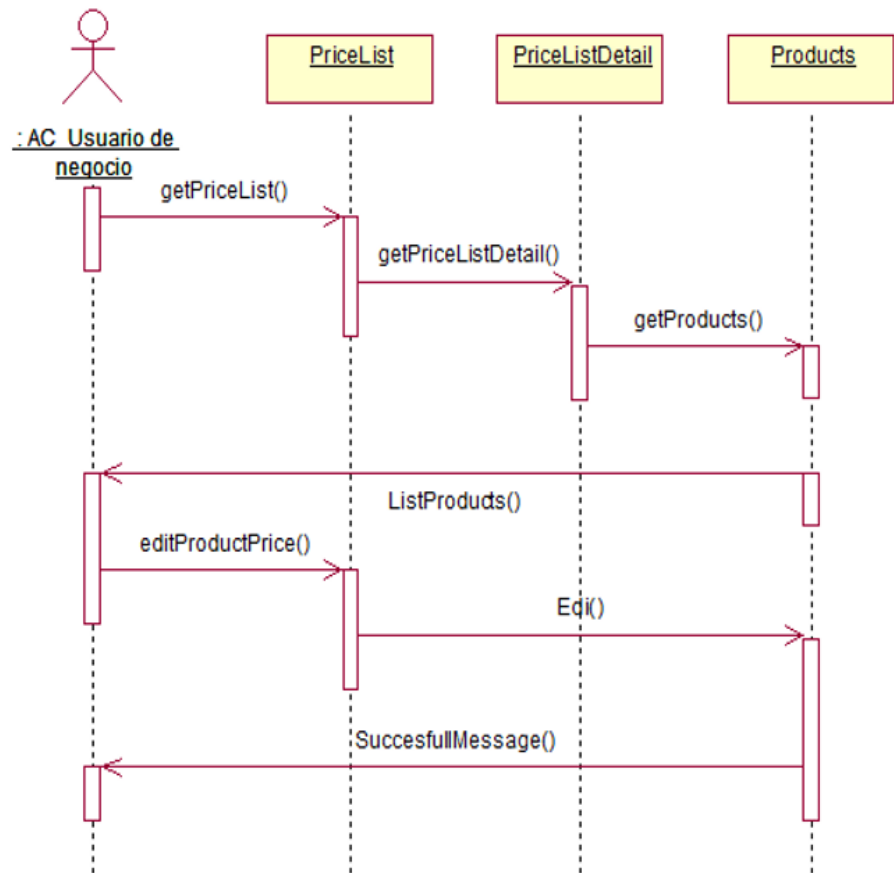 PriceList
PriceListDetail
Products
: AC_Usuario de
negocio
getPriceList()
getPriceListDetail()
getProducts()
ListProducts()
editProductPrice()
Edi()
SuccesfullMessage()